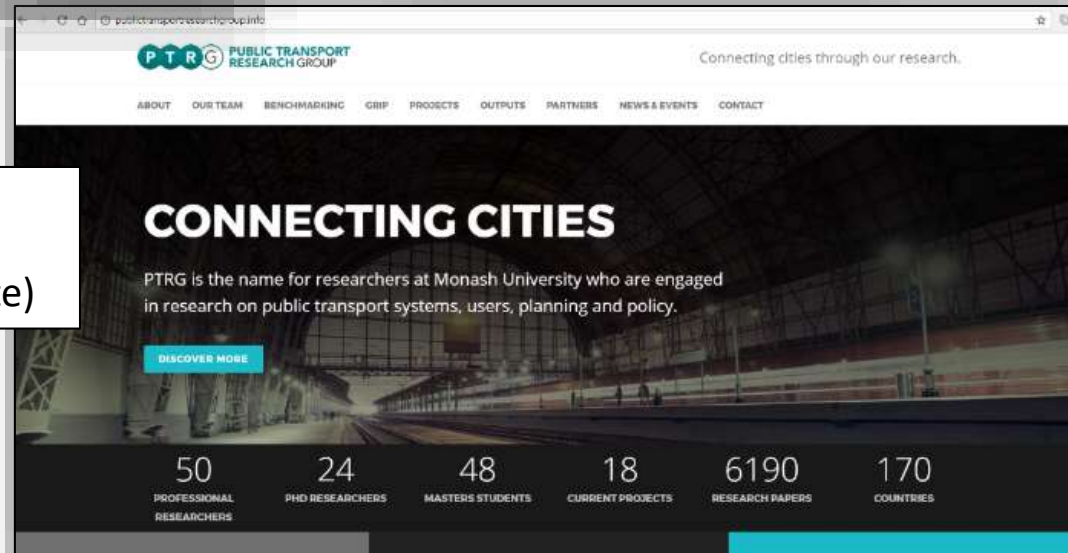 publictransportresearchgroup.info
PTRG PUBLIC TRANSPORT
RESEARCH GROUP
Connecting cities through our research.
ABOUT OUR TEAM BENCHMARKING GRIP PROJECTS OUTPUTS PARTNERS NEWS & EVENTS CONTACT
CONNECTING CITIES
PTRG is the name for researchers at Monash University who are engaged
in research on public transport systems, users, planning and policy.
DISCOVER MORE
50 24 48 18 6190 170
PROFESSIONAL PHD RESEARCHERS MASTERS STUDENTS CURRENT PROJECTS RESEARCH PAPERS COUNTRIES
RESEARCHERS